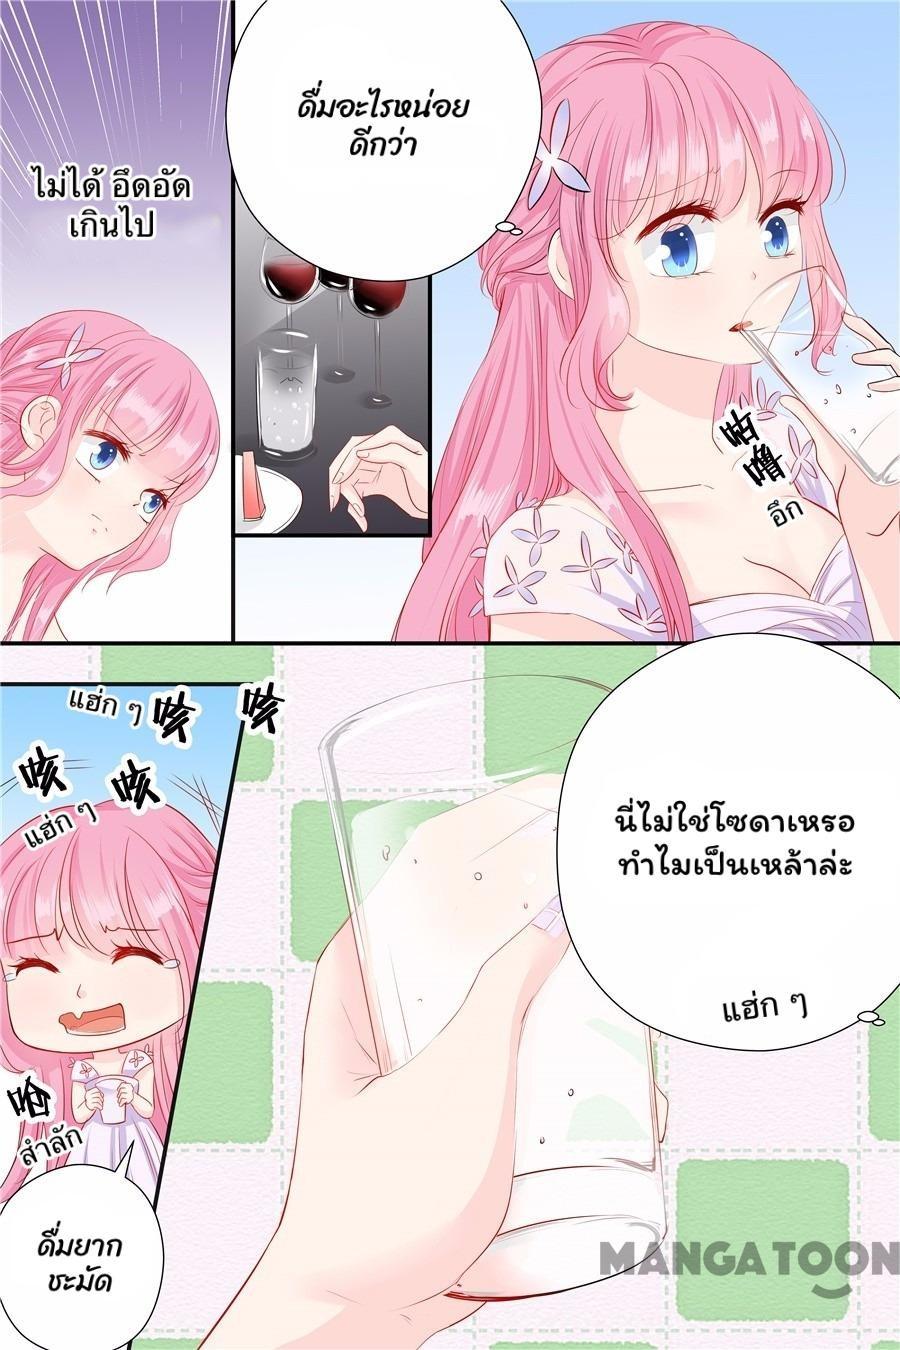 ไม่ได้ อึดอัด
เกินไป
ดื่มอะไรหน่อย
ดีกว่า
咕
噜
อึก
แฮ่ก ๆ
咳
咳
咳
咳
แฮ่ก ๆ
นี่ไม่ใช่โซดาเหรอ
ทำไมเป็นเหล้าล่ะ
แฮ่ก ๆ
呛
สำลัก
ดื่มยาก
ชะมัด
MANGATOON